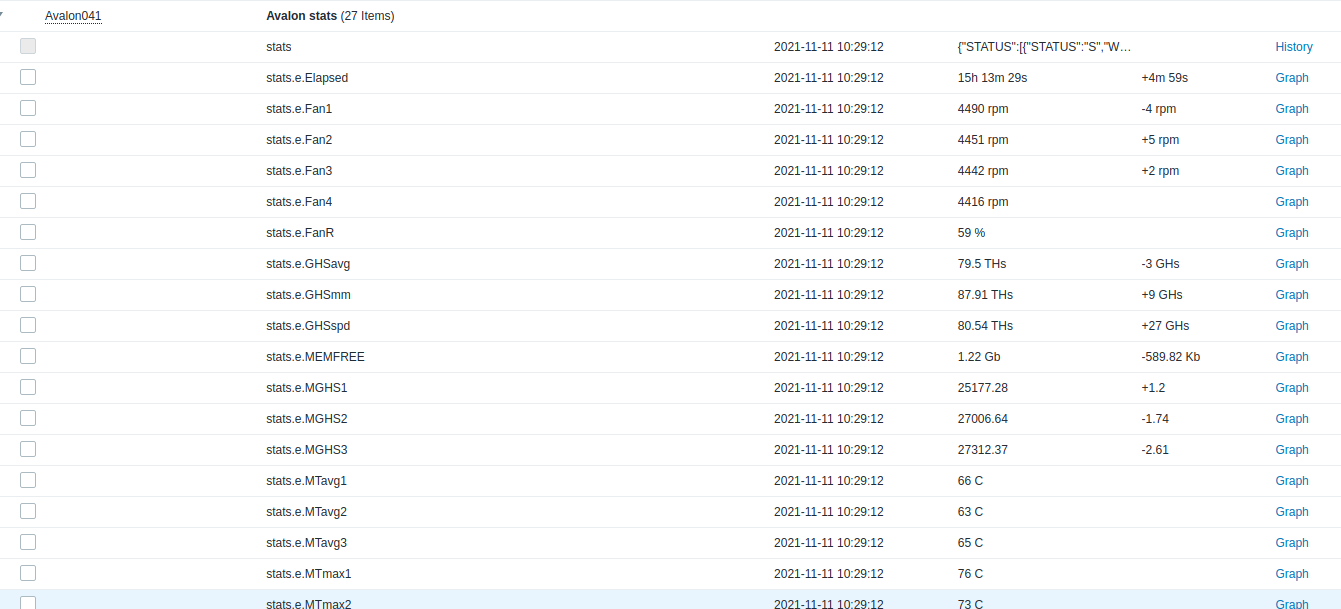 Avalon041 Avalon stats (27 Items)
stats 2021-11-11 10:29:12 {"STATUS":[{"STATUS":"S","W… History
stats.e.Elapsed 2021-11-11 10:29:12 15h 13m 29s +4m 59s Graph
stats.e.Fan1 2021-11-11 10:29:12 4490 rpm -4 rpm Graph
stats.e.Fan2 2021-11-11 10:29:12 4451 rpm +5 rpm Graph
stats.e.Fan3 2021-11-11 10:29:12 4442 rpm +2 rpm Graph
stats.e.Fan4 2021-11-11 10:29:12 4416 rpm Graph
stats.e.FanR 2021-11-11 10:29:12 59 % Graph
stats.e.GHSavg 2021-11-11 10:29:12 79.5 THs -3 GHs Graph
stats.e.GHSmm 2021-11-11 10:29:12 87.91 THs +9 GHs Graph
stats.e.GHSspd 2021-11-11 10:29:12 80.54 THs +27 GHs Graph
stats.e.MEMFREE 2021-11-11 10:29:12 1.22 Gb -589.82 Kb Graph
stats.e.MGHS1 2021-11-11 10:29:12 25177.28 +1.2 Graph
stats.e.MGHS2 2021-11-11 10:29:12 27006.64 -1.74 Graph
stats.e.MGHS3 2021-11-11 10:29:12 27312.37 -2.61 Graph
stats.e.MTavg1 2021-11-11 10:29:12 66 C Graph
stats.e.MTavg2 2021-11-11 10:29:12 63 C Graph
stats.e.MTavg3 2021-11-11 10:29:12 65 C Graph
stats.e.MTmax1 2021-11-11 10:29:12 76 C Graph
stats.e.MTmax2 2021-11-11 10:29:12 73 C Graph